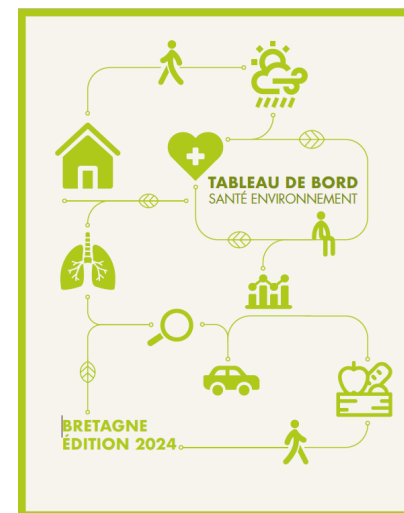 TABLEAU DE BORD
SANTÉ ENVIRONNEMENT
BRETAGNE
ÉDITION 2024